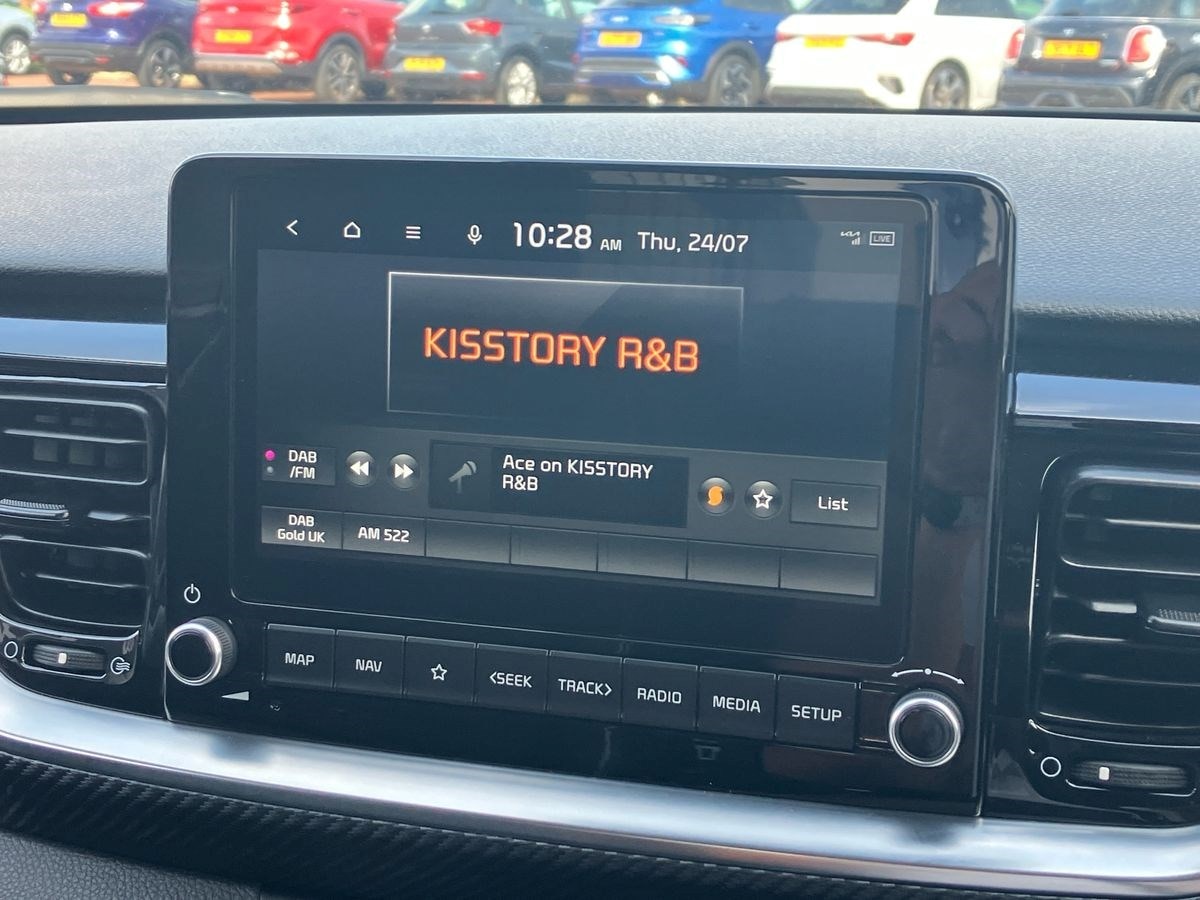 10:28 AM Thu, 24/07
KIA
LIVE
KISSTORY R&B
DAB
/FM
Ace on KISSTORY
R&B
List
DAB
Gold UK
AM 522
MAP
NAV
<SEEK
TRACK>
RADIO
MEDIA
SETUP